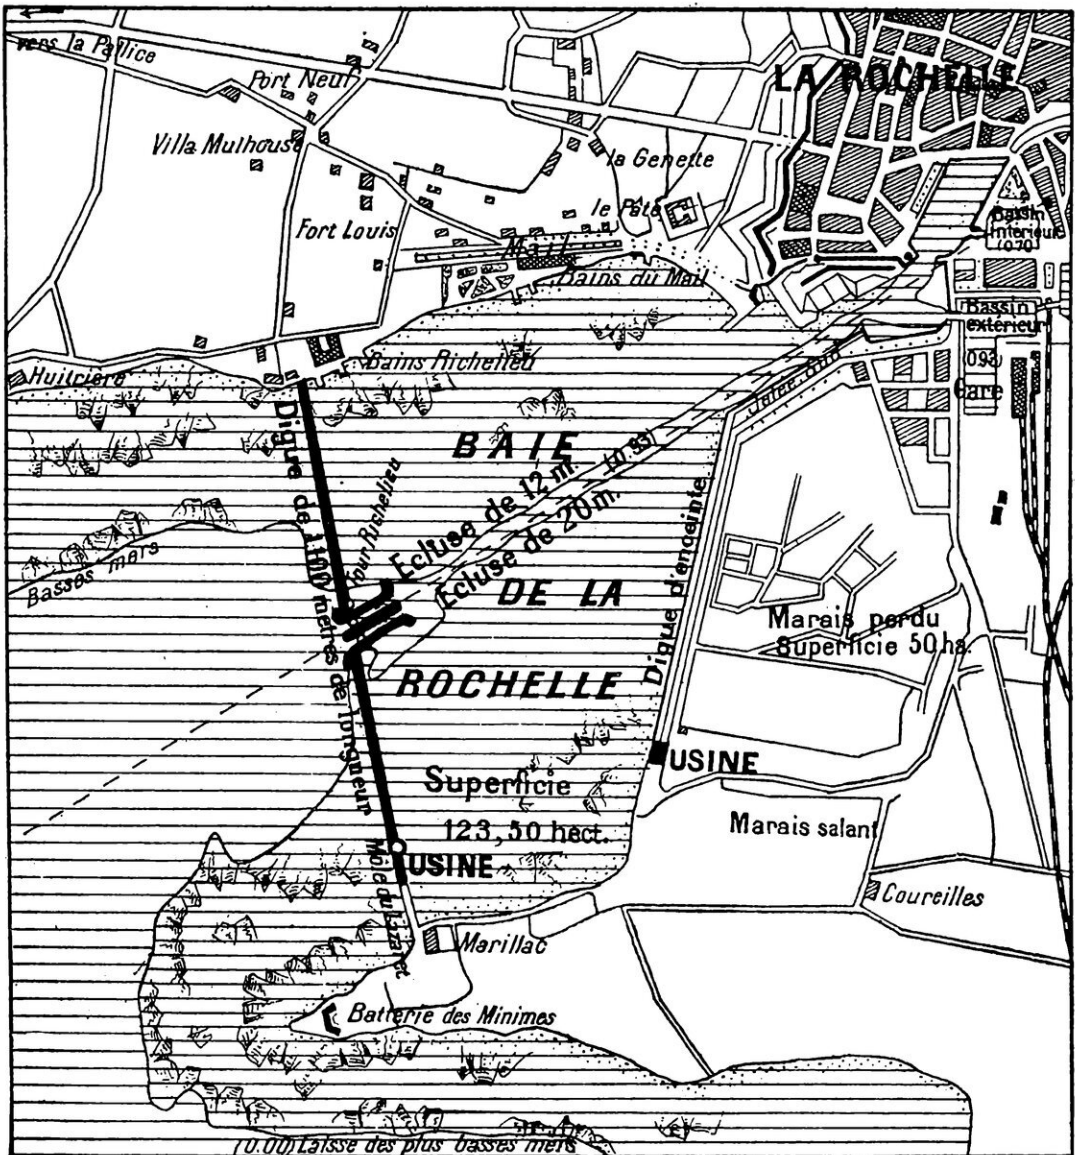 vers la Pallice
Port Neuf
LA ROCHELLE
Villa Mulhouse
la Genette
le Pâté
Fort Louis
Mail
Bains du Mail
Bassin
intérieur
(0.70)
Bassin
extérieur
(0.93)
Gare
Huitrière
Bains Richelieu
Jetée Sud
BAIE
Digue de 1100 mètres de longueur
Tour Richelieu
Ecluse de 12 m.
(0.93)
Ecluse de 20 m.
Basses mers
DE LA
Digue d'enceinte
Marais perdu
Superficie 50 ha.
ROCHELLE
USINE
Superficie
123,50 hect.
Marais salant
USINE
Môle du Lazaret
Coureilles
Marillac
Batterie des Minimes
(0.00) Laisse des plus basses mers